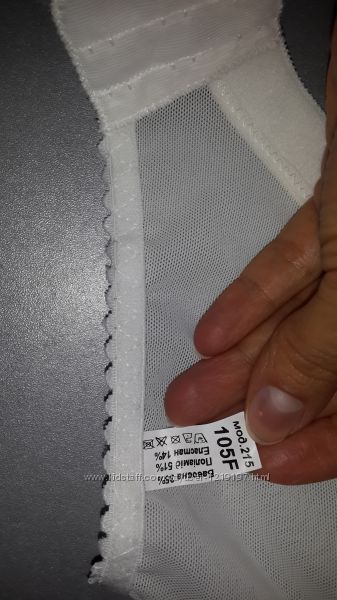 мод.215
105F
Бавовна-35%
Поліамід 51%
Еластан 14%